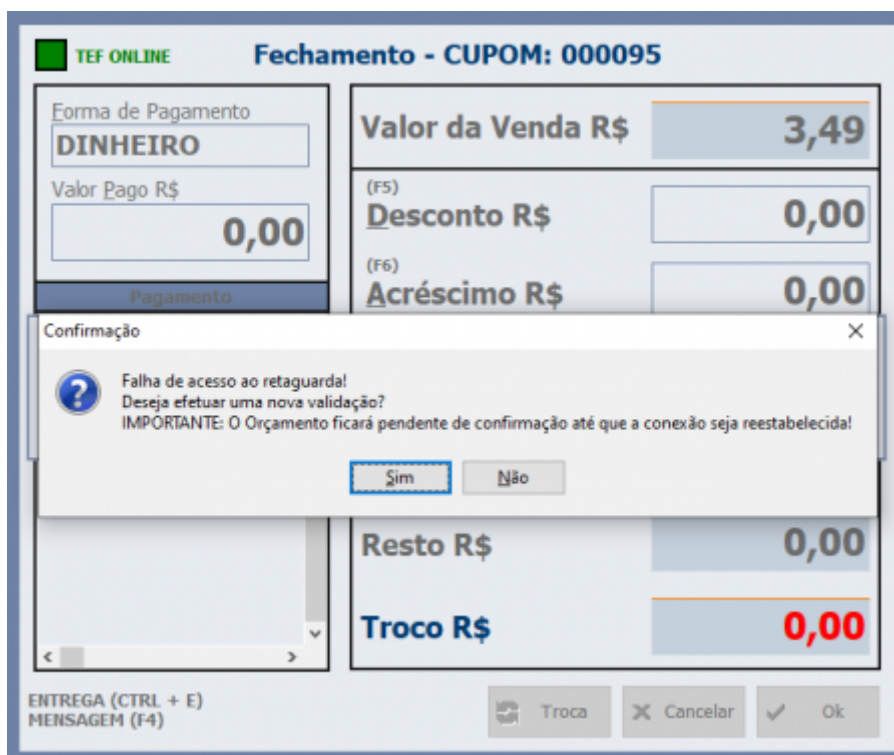 TEF ONLINE
Fechamento - CUPOM: 000095
Forma de Pagamento
DINHEIRO
Valor Pago R$
0,00
Pagamento
Valor da Venda R$
3,49
(F5)
Desconto R$
0,00
(F6)
Acréscimo R$
0,00
Confirmação
Falha de acesso ao retaguarda!
Deseja efetuar uma nova validação?
IMPORTANTE: O Orçamento ficará pendente de confirmação até que a conexão seja reestabelecida!
Sim
Não
Resto R$
0,00
Troco R$
0,00
ENTREGA (CTRL + E)
MENSAGEM (F4)
Troca
Cancelar
Ok